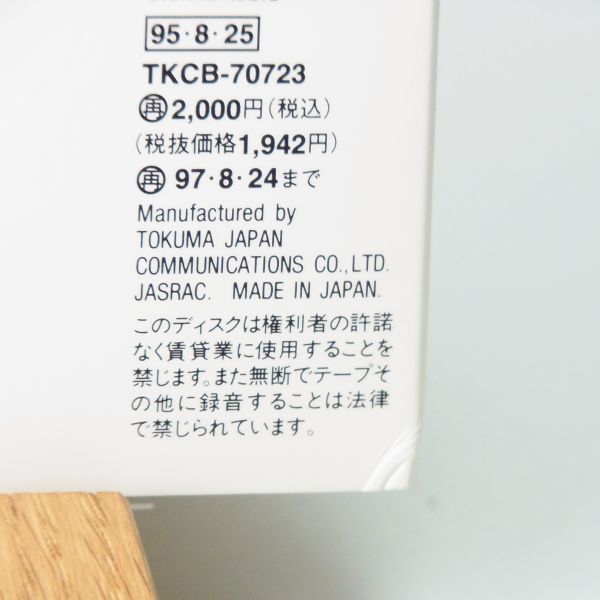 95・8・25
TKCB-70723
㊢2,000円(税込)
(税抜価格1,942円)
再 97・8・24まで
Manufactured by
TOKUMA JAPAN
COMMUNICATIONS CO.,LTD.
JASRAC. MADE IN JAPAN.
このディスクは権利者の許諾
なく賃貸業に使用することを
禁じます。また無断でテープそ
の他に録音することは法律
で禁じられています。